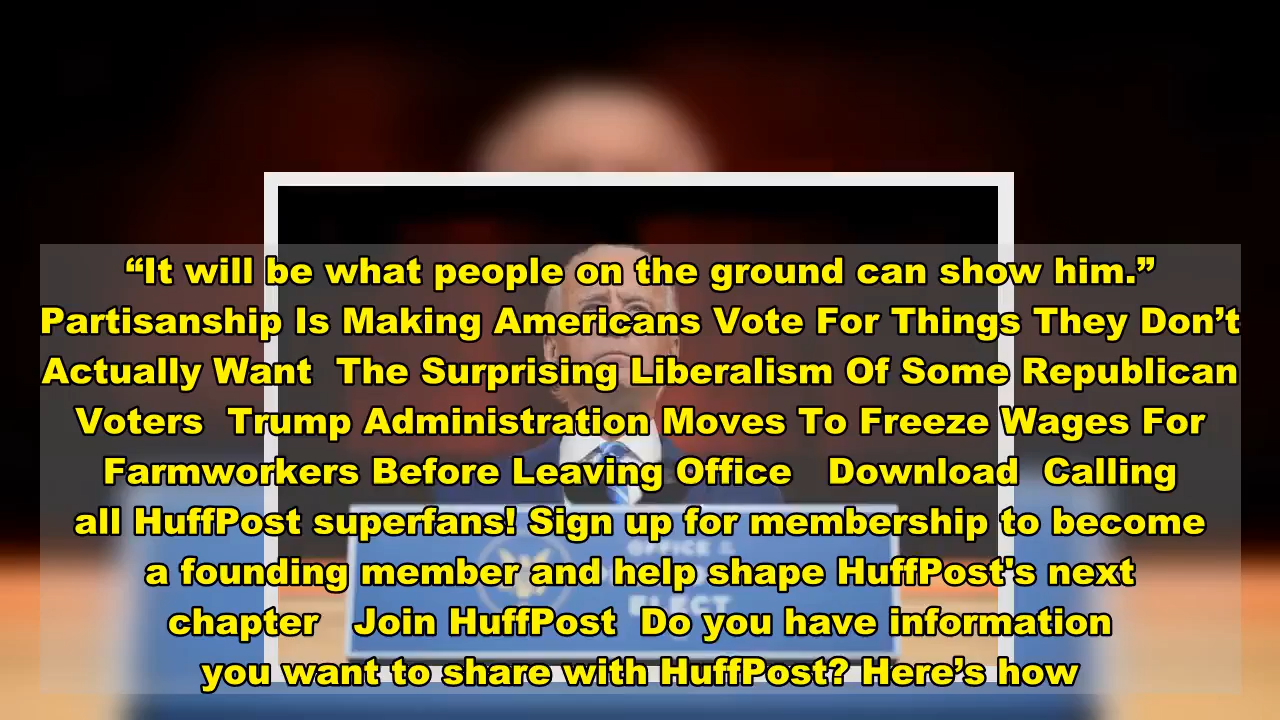 “It will be what people on the ground can show him.”
Partisanship Is Making Americans Vote For Things They Don’t
Actually Want  The Surprising Liberalism Of Some Republican
Voters  Trump Administration Moves To Freeze Wages For
Farmworkers Before Leaving Office   Download  Calling
all HuffPost superfans! Sign up for membership to become
a founding member and help shape HuffPost's next
chapter   Join HuffPost  Do you have information
you want to share with HuffPost? Here’s how
OFFICE
ELECT